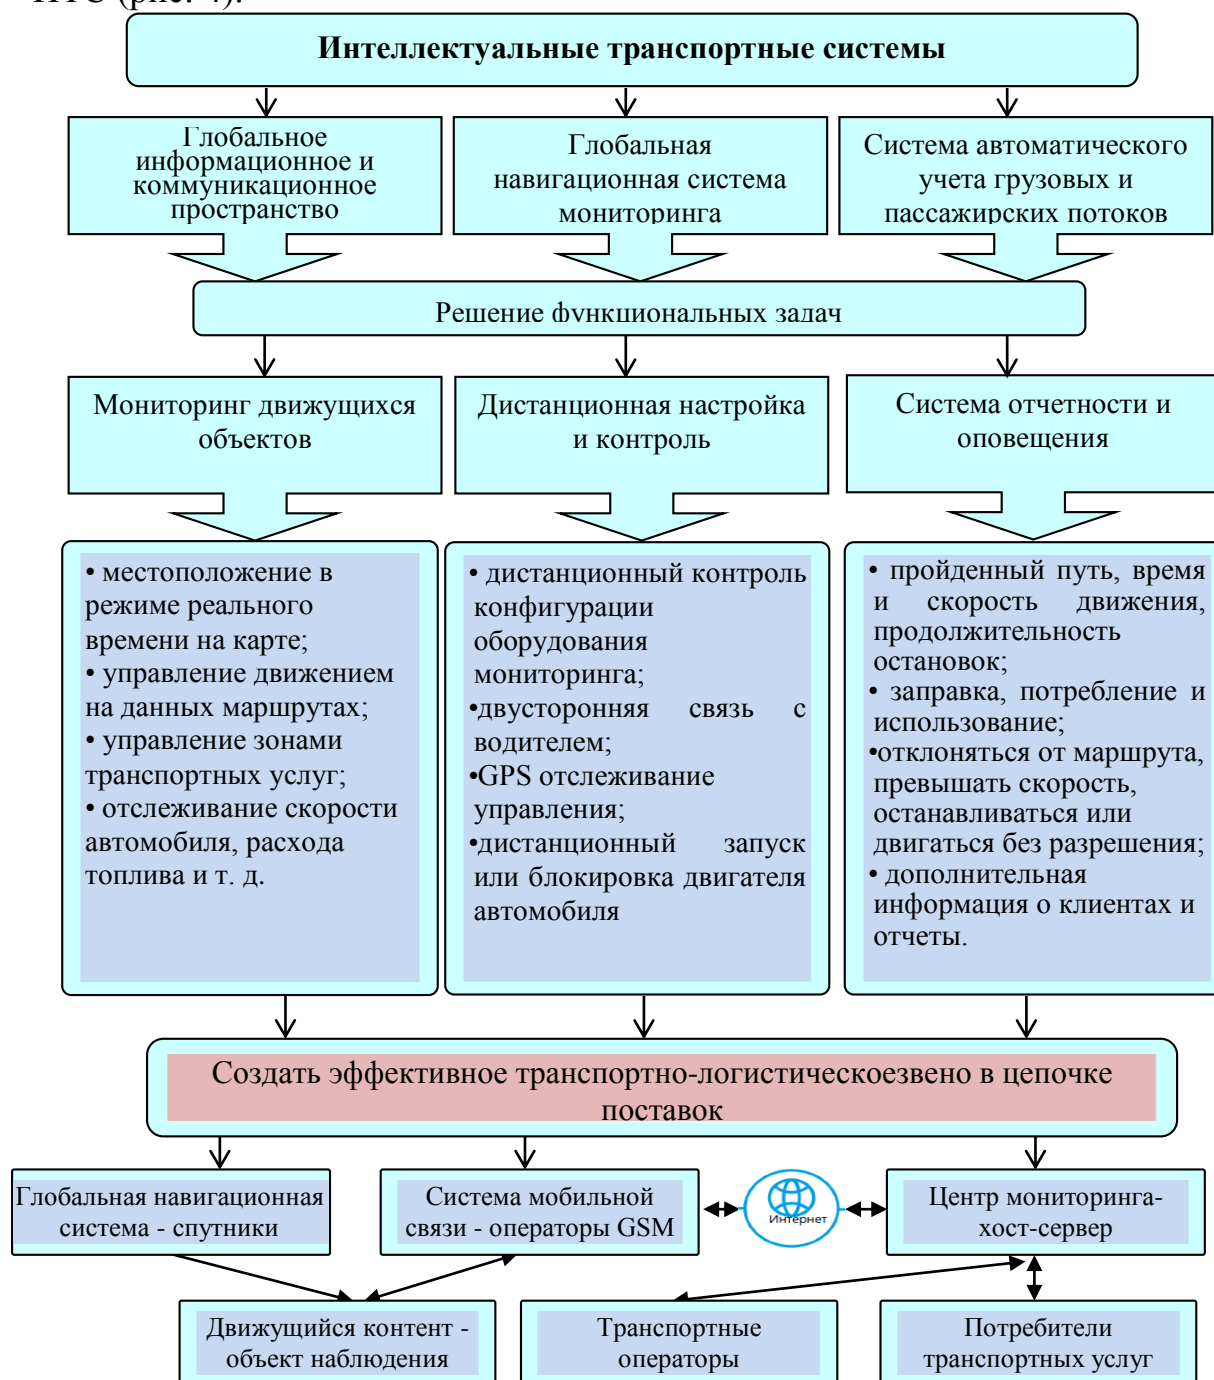 ИТС (рис. 4).
Интеллектуальные транспортные системы
Глобальное
информационное и
коммуникационное
пространство
Глобальная
навигационная система
мониторинга
Система автоматического
учета грузовых и
пассажирских потоков
Решение функциональных задач
Мониторинг движущихся
объектов
Дистанционная настройка
и контроль
Система отчетности и
оповещения
• местоположение в
режиме реального
времени на карте;
• управление движением
на данных маршрутах;
• управление зонами
транспортных услуг;
• отслеживание скорости
автомобиля, расхода
топлива и т. д.
• дистанционный контроль
конфигурации
оборудования
мониторинга;
•двусторонняя связь с
водителем;
•GPS отслеживание
управления;
•дистанционный запуск
или блокировка двигателя
автомобиля
• пройденный путь, время
и скорость движения,
продолжительность
остановок;
• заправка, потребление и
использование;
•отклоняться от маршрута,
превышать скорость,
останавливаться или
двигаться без разрешения;
• дополнительная
информация о клиентах и
отчеты.
Создать эффективное транспортно-логистическоезвено в цепочке
поставок
Глобальная навигационная
система - спутники
Система мобильной
связи - операторы GSM
Интернет
Центр мониторинга-
хост-сервер
Движущийся контент -
объект наблюдения
Транспортные
операторы
Потребители
транспортных услуг